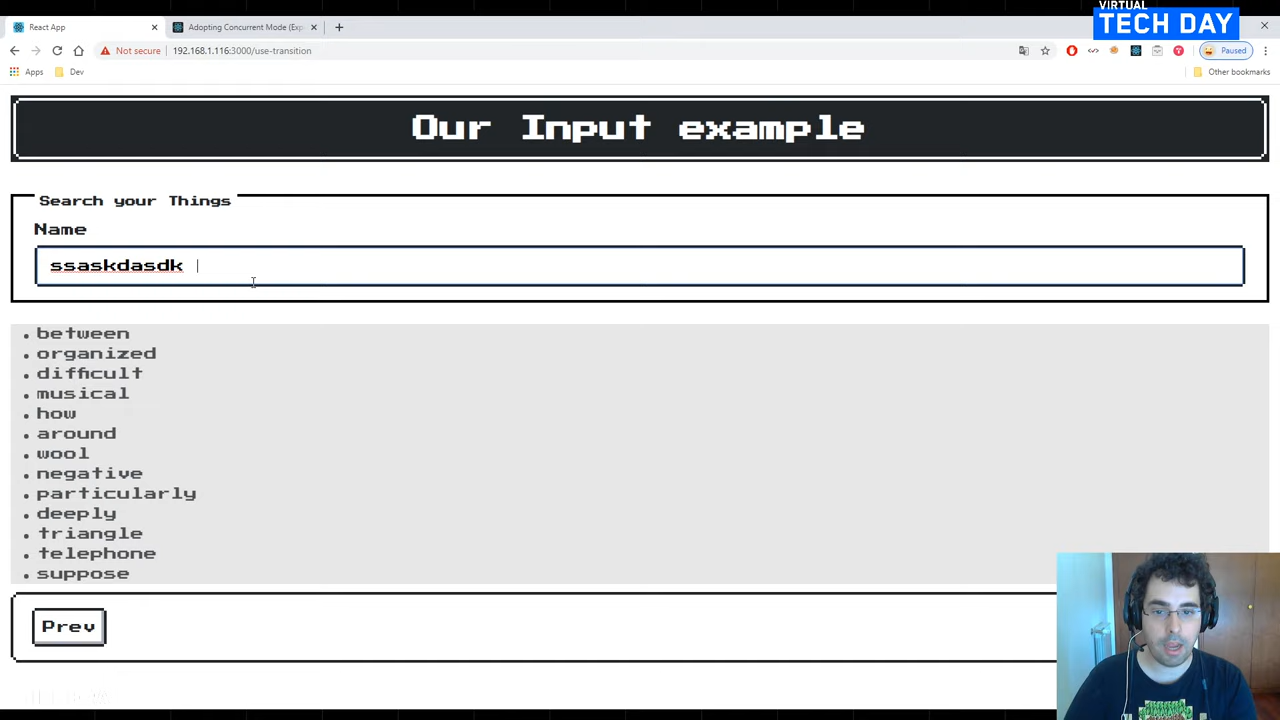 VIRTUAL
TECH DAY
React App
Adopting Concurrent Mode (Exp
Not secure
192.168.1.116:3000/use-transition
Paused
Apps
Dev
Other bookmarks
Our Input example
Search your Things
Name
ssaskdasdk
between
organized
difficult
musical
how
around
wool
negative
particularly
deeply
triangle
telephone
suppose
Prev